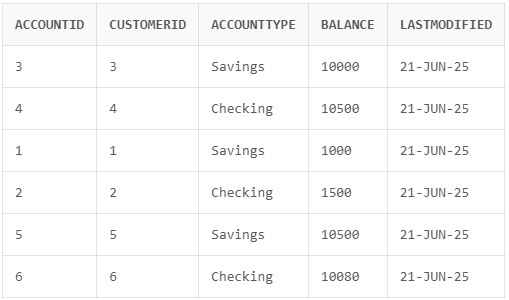 ACCOUNTID CUSTOMERID ACCOUNTTYPE BALANCE LASTMODIFIED
3 3 Savings 10000 21-JUN-25
4 4 Checking 10500 21-JUN-25
1 1 Savings 1000 21-JUN-25
2 2 Checking 1500 21-JUN-25
5 5 Savings 10500 21-JUN-25
6 6 Checking 10080 21-JUN-25